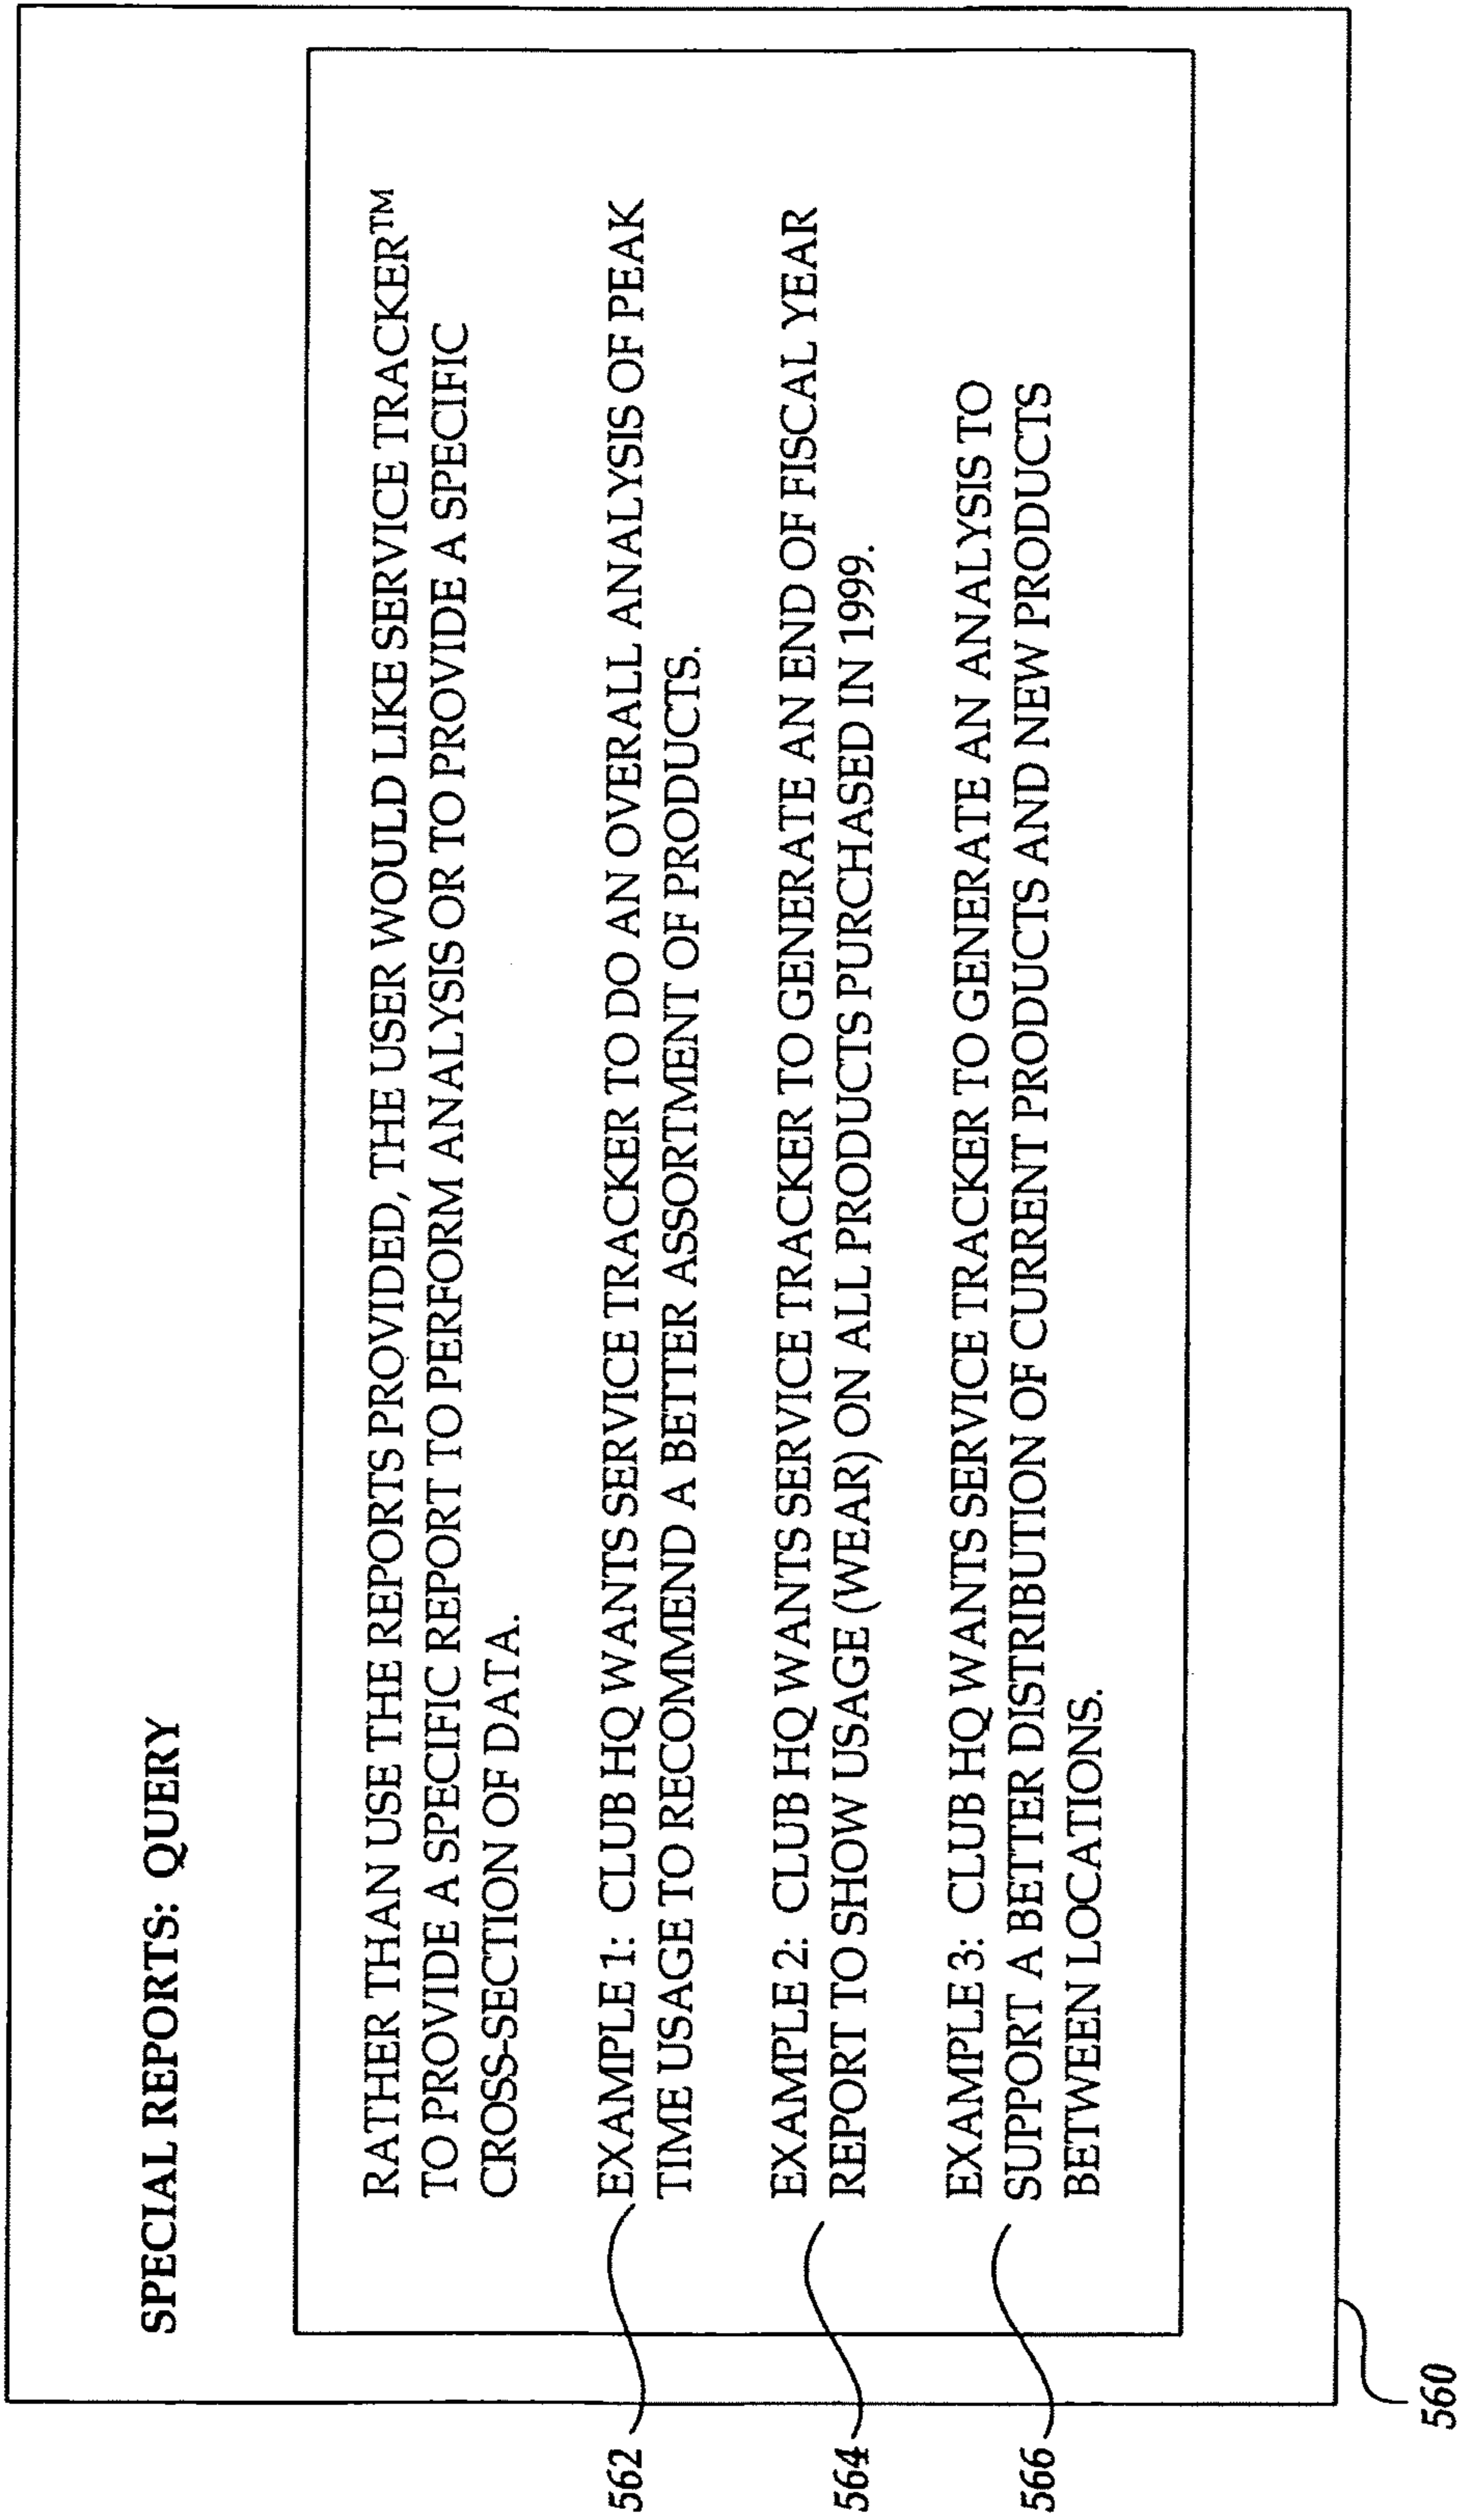 SPECIAL REPORTS: QUERY
RATHER THAN USE THE REPORTS PROVIDED, THE USER WOULD LIKE SERVICE TRACKER™
TO PROVIDE A SPECIFIC REPORT TO PERFORM ANALYSIS OR TO PROVIDE A SPECIFIC
CROSS-SECTION OF DATA.
EXAMPLE 1: CLUB HQ WANTS SERVICE TRACKER TO DO AN OVERALL ANALYSIS OF PEAK
TIME USAGE TO RECOMMEND A BETTER ASSORTMENT OF PRODUCTS.
EXAMPLE 2: CLUB HQ WANTS SERVICE TRACKER TO GENERATE AN END OF FISCAL YEAR
REPORT TO SHOW USAGE (WEAR) ON ALL PRODUCTS PURCHASED IN 1999.
EXAMPLE 3: CLUB HQ WANTS SERVICE TRACKER TO GENERATE AN ANALYSIS TO
SUPPORT A BETTER DISTRIBUTION OF CURRENT PRODUCTS AND NEW PRODUCTS
BETWEEN LOCATIONS.
562
564
566
560